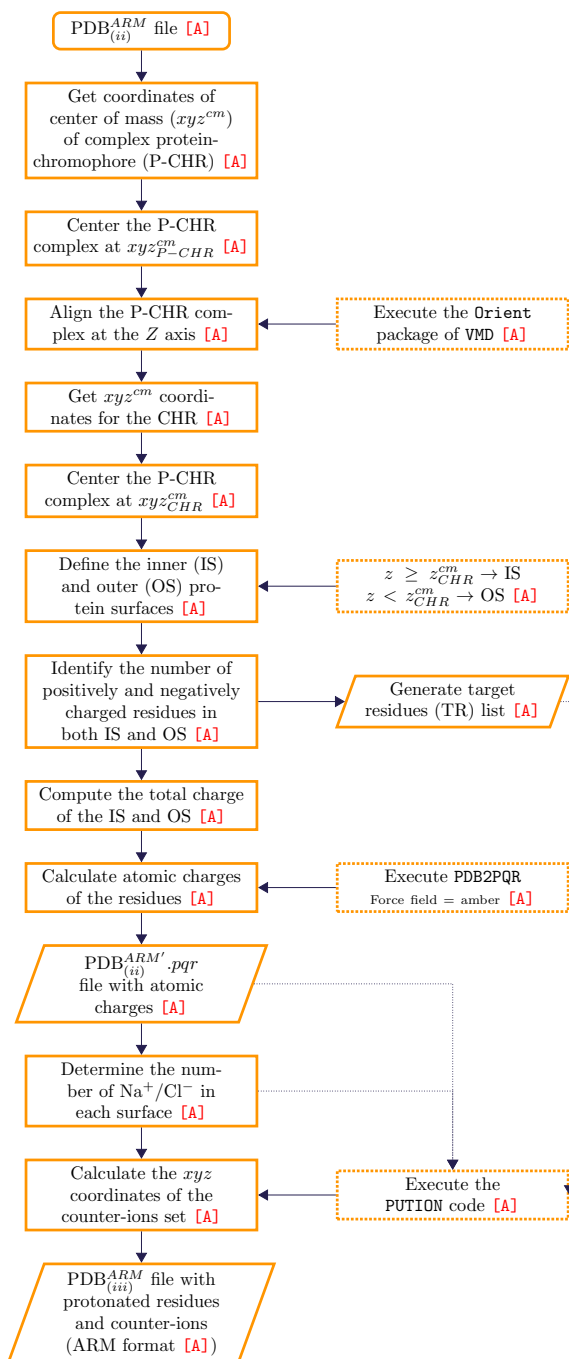 PDB^{ARM}_{(ii)} file [A]
Get coordinates of
center of mass (xyz^{cm})
of complex protein-
chromophore (P-CHR) [A]
Center the P-CHR
complex at xyz^{cm}_{P−CHR} [A]
Align the P-CHR com-
plex at the Z axis [A]
Execute the Orient
package of VMD [A]
Get xyz^{cm} coordi-
nates for the CHR [A]
Center the P-CHR
complex at xyz^{cm}_{CHR} [A]
Define the inner (IS)
and outer (OS) pro-
tein surfaces [A]
z ≥ z^{cm}_{CHR} → IS
z < z^{cm}_{CHR} → OS [A]
Identify the number of
positively and negatively
charged residues in
both IS and OS [A]
Generate target
residues (TR) list [A]
Compute the total charge
of the IS and OS [A]
Calculate atomic charges
of the residues [A]
Execute PDB2PQR
Force field = amber [A]
PDB^{ARM'}_{(ii)}.pqr
file with atomic
charges [A]
Determine the num-
ber of Na⁺/Cl⁻ in
each surface [A]
Calculate the xyz
coordinates of the
counter-ions set [A]
Execute the
PUTION code [A]
PDB^{ARM}_{(iii)} file with
protonated residues
and counter-ions
(ARM format [A])